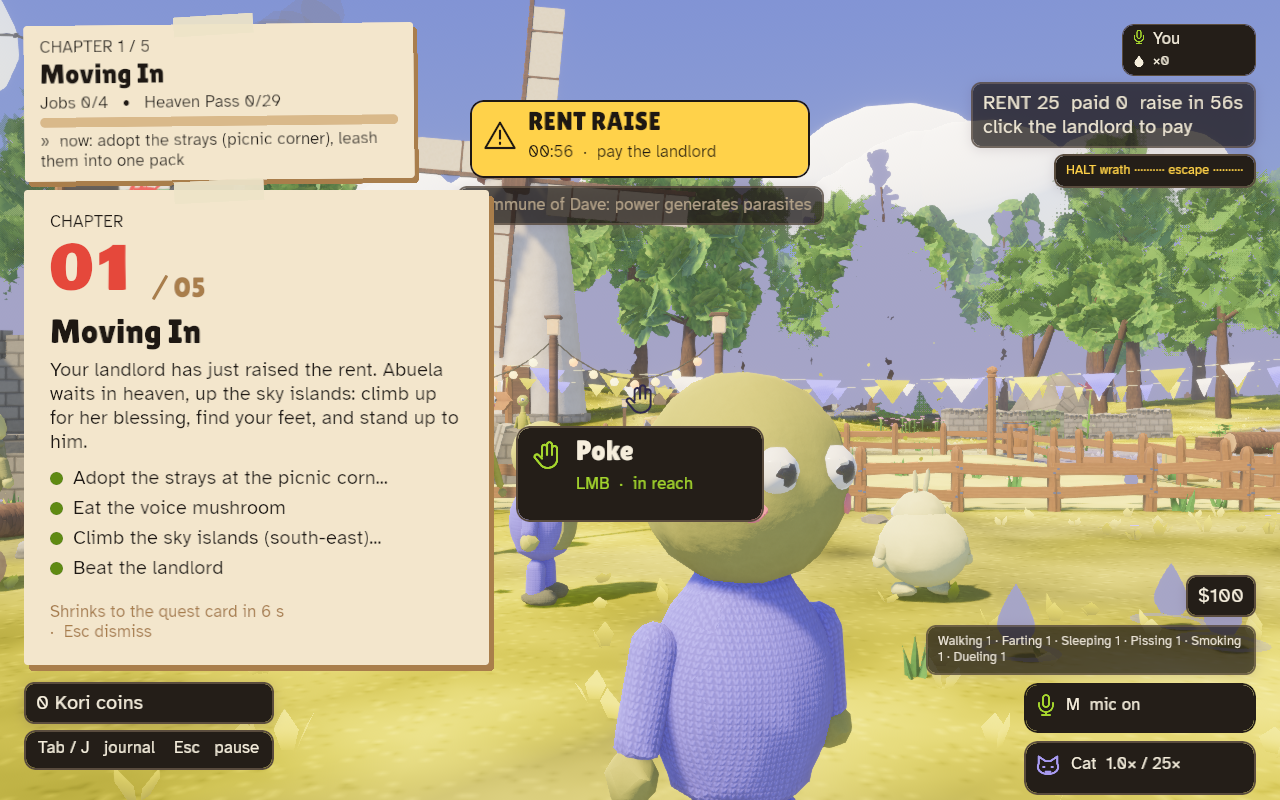 CHAPTER 1 / 5
Moving In
Jobs 0/4 • Heaven Pass 0/29
» now: adopt the strays (picnic corner), leash
them into one pack
CHAPTER
01 / 05
Moving In
Your landlord has just raised the rent. Abuela
waits in heaven, up the sky islands: climb up
for her blessing, find your feet, and stand up to
him.
Adopt the strays at the picnic corn...
Eat the voice mushroom
Climb the sky islands (south-east)...
Beat the landlord
Shrinks to the quest card in 6 s
· Esc dismiss
0 Kori coins
Tab / J journal Esc pause
RENT RAISE
00:56 · pay the landlord
of Dave: power generates parasites
Poke
LMB · in reach
You
×0
RENT 25 paid 0 raise in 56s
click the landlord to pay
HALT wrath ·········· escape ··········
$100
Walking 1 · Farting 1 · Sleeping 1 · Pissing 1 · Smoking
1 · Dueling 1
M mic on
Cat 1.0× / 25×